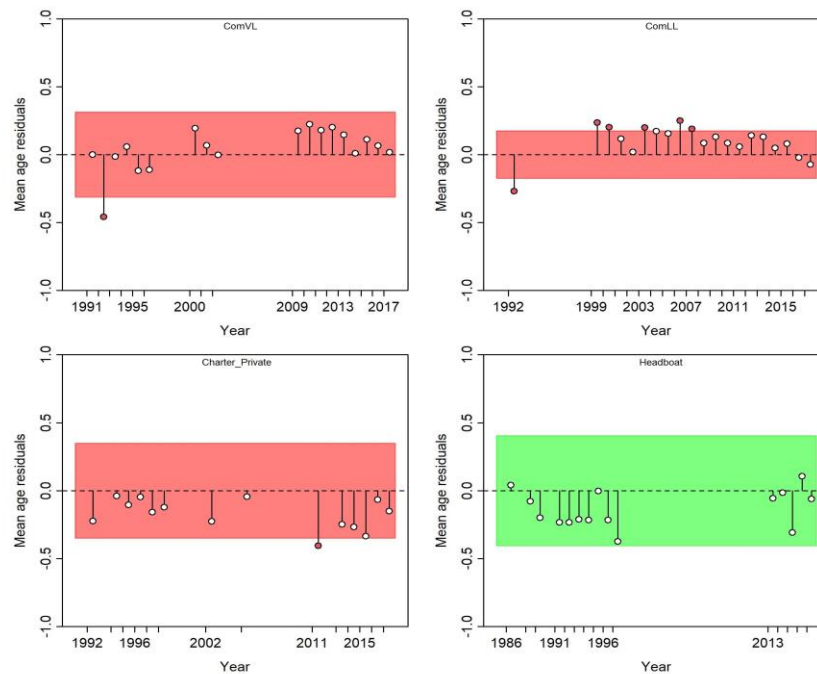 ComVL
Mean age residuals
1.0
0.5
0.0
-0.5
-1.0
1991 1995 2000 2009 2013 2017
Year
ComLL
Mean age residuals
1.0
0.5
0.0
-0.5
-1.0
1992 1999 2003 2007 2011 2015
Year
Charter_Private
Mean age residuals
1.0
0.5
0.0
-0.5
-1.0
1992 1996 2002 2011 2015
Year
Headboat
Mean age residuals
1.0
0.5
0.0
-0.5
-1.0
1986 1991 1996 2013
Year